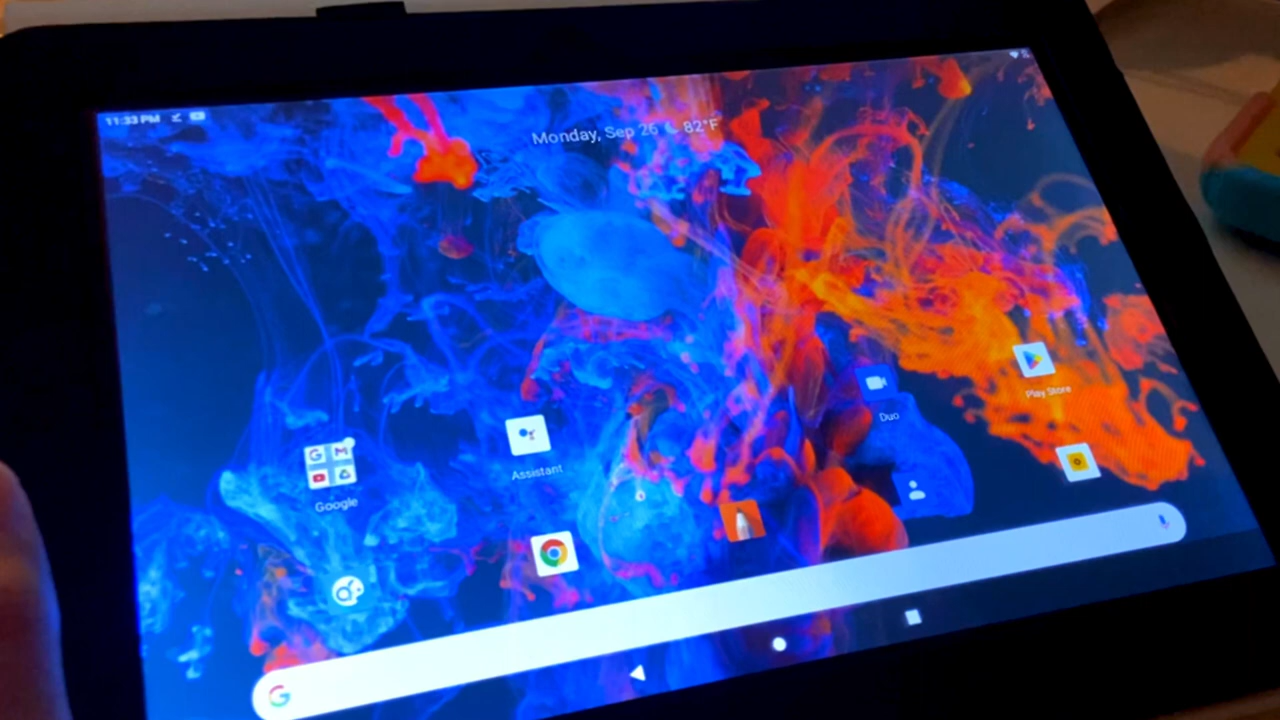 11:33 PM
Monday, Sep 26 82°F
Play Store
Duo
Assistant
Google
G